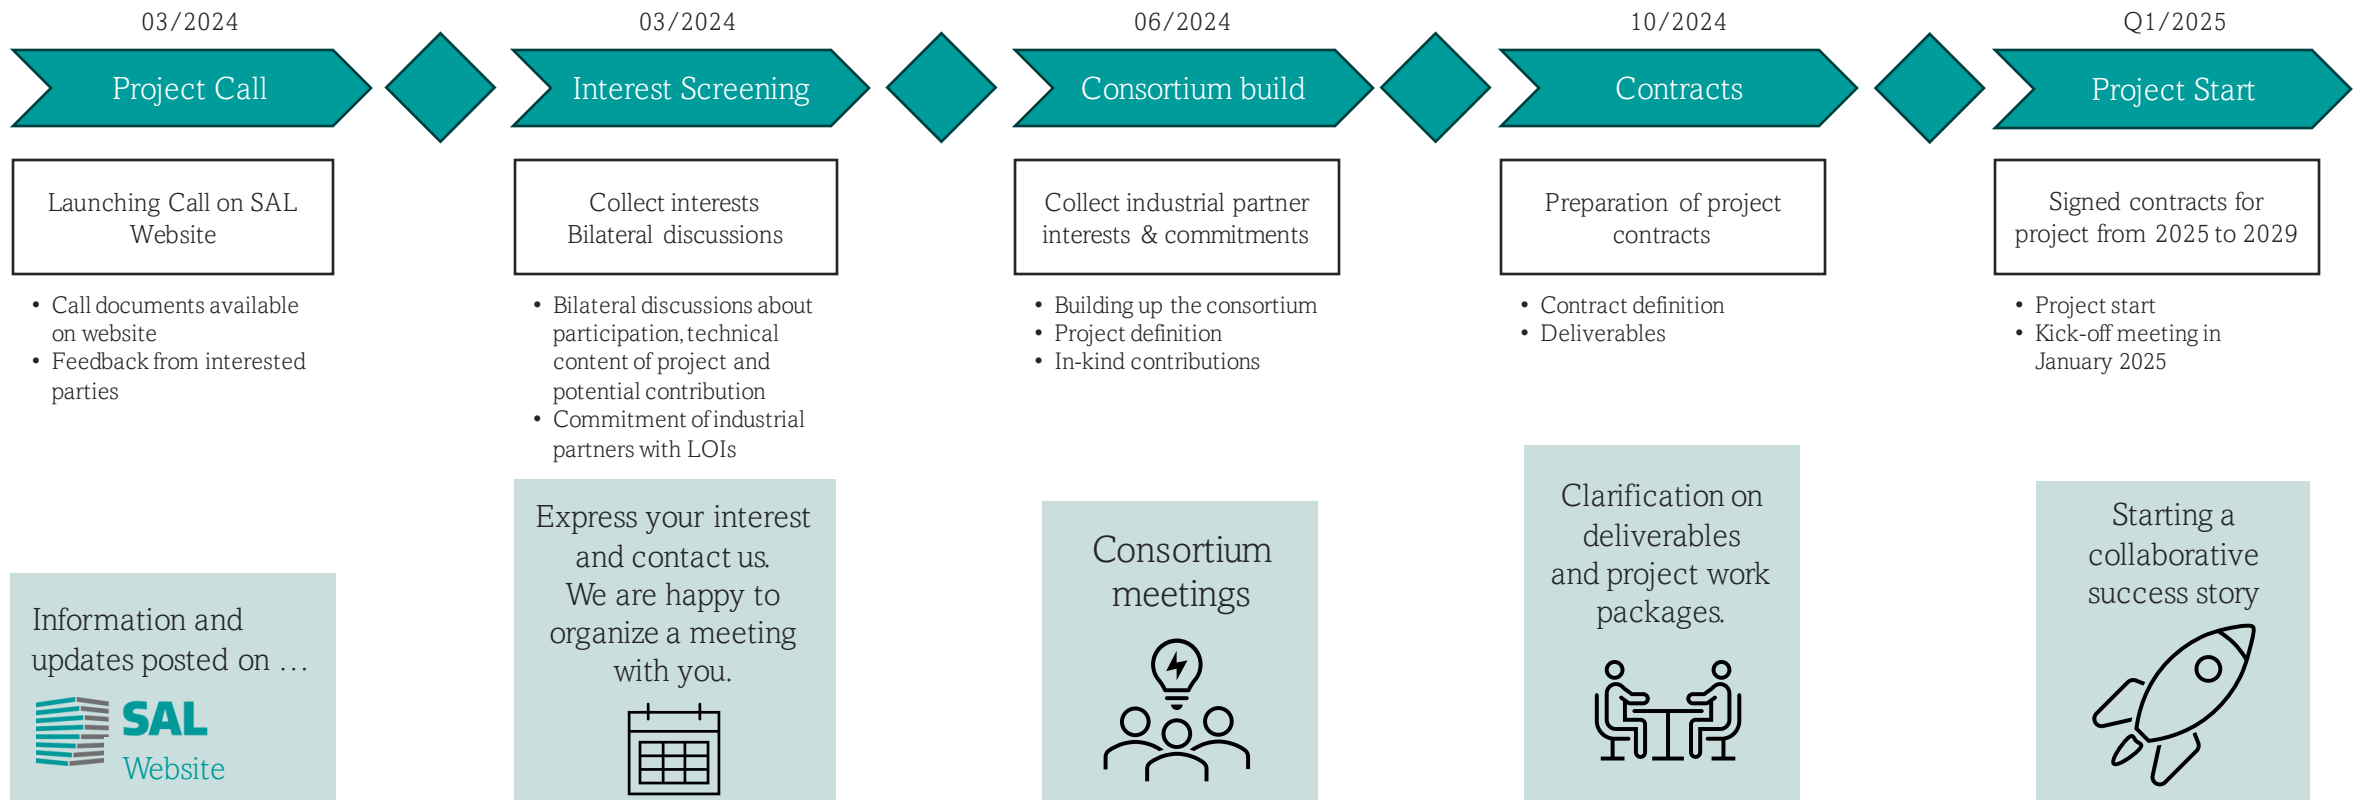 03/2024
Project Call
Launching Call on SAL
Website
• Call documents available
on website
• Feedback from interested
parties
Information and
updates posted on …
SAL
Website
03/2024
Interest Screening
Collect interests
Bilateral discussions
• Bilateral discussions about
participation, technical
content of project and
potential contribution
• Commitment of industrial
partners with LOIs
Express your interest
and contact us.
We are happy to
organize a meeting
with you.
06/2024
Consortium build
Collect industrial partner
interests & commitments
• Building up the consortium
• Project definition
• In-kind contributions
Consortium
meetings
10/2024
Contracts
Preparation of project
contracts
• Contract definition
• Deliverables
Clarification on
deliverables
and project work
packages.
Q1/2025
Project Start
Signed contracts for
project from 2025 to 2029
• Project start
• Kick-off meeting in
January 2025
Starting a
collaborative
success story